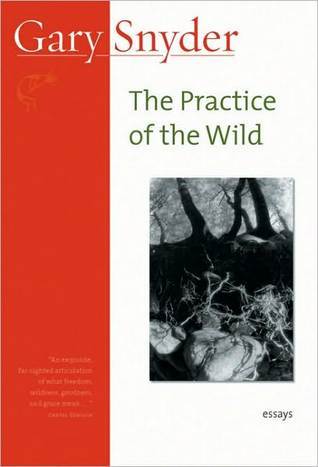 Gary Snyder
The Practice
of the Wild
"An exquisite,
far-sighted articulation
of what freedom,
wildness, goodness,
and grace mean. . . "
essays